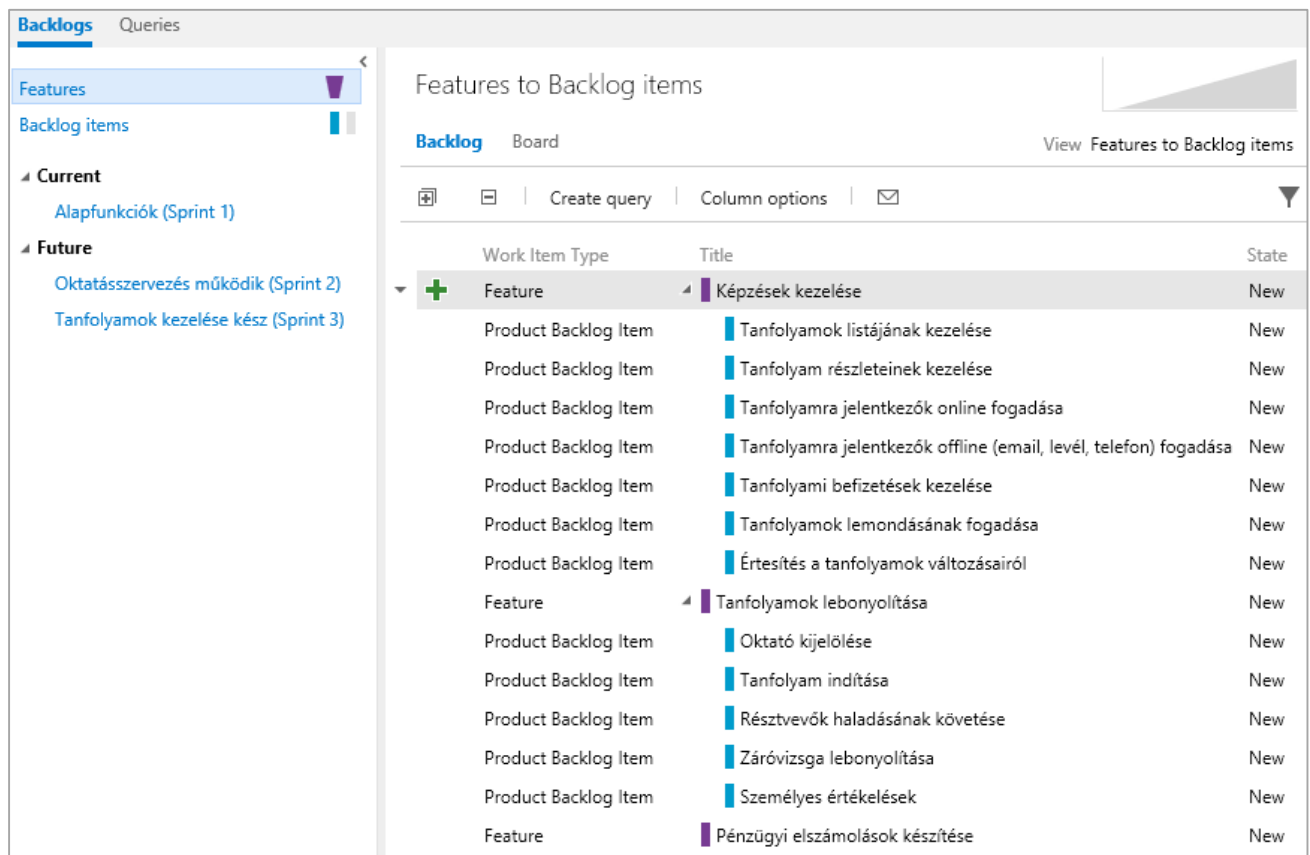 Backlogs Queries
Features
Backlog items
Current
Alapfunkciók (Sprint 1)
Future
Oktatásszervezés működik (Sprint 2)
Tanfolyamok kezelése kész (Sprint 3)
Features to Backlog items
Backlog Board View Features to Backlog items
Create query Column options
Work Item Type Title State
Feature Képzések kezelése New
Product Backlog Item Tanfolyamok listájának kezelése New
Product Backlog Item Tanfolyam részleteinek kezelése New
Product Backlog Item Tanfolyamra jelentkezők online fogadása New
Product Backlog Item Tanfolyamra jelentkezők offline (email, levél, telefon) fogadása New
Product Backlog Item Tanfolyami befizetések kezelése New
Product Backlog Item Tanfolyamok lemondásának fogadása New
Product Backlog Item Értesítés a tanfolyamok változásairól New
Feature Tanfolyamok lebonyolítása New
Product Backlog Item Oktató kijelölése New
Product Backlog Item Tanfolyam indítása New
Product Backlog Item Résztvevők haladásának követése New
Product Backlog Item Záróvizsga lebonyolítása New
Product Backlog Item Személyes értékelések New
Feature Pénzügyi elszámolások készítése New